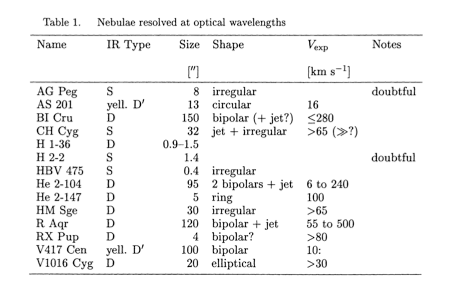 Table 1. Nebulae resolved at optical wavelengths
Name IR Type Size Shape V_exp Notes
["] [km s⁻¹]
AG Peg S 8 irregular doubtful
AS 201 yell. D′ 13 circular 16
BI Cru D 150 bipolar (+ jet?) ≤280
CH Cyg S 32 jet + irregular >65 (≫?)
H 1-36 D 0.9–1.5
H 2-2 S 1.4 doubtful
HBV 475 S 0.4 irregular
He 2-104 D 95 2 bipolars + jet 6 to 240
He 2-147 D 5 ring 100
HM Sge D 30 irregular >65
R Aqr D 120 bipolar + jet 55 to 500
RX Pup D 4 bipolar? >80
V417 Cen yell. D′ 100 bipolar 10:
V1016 Cyg D 20 elliptical >30